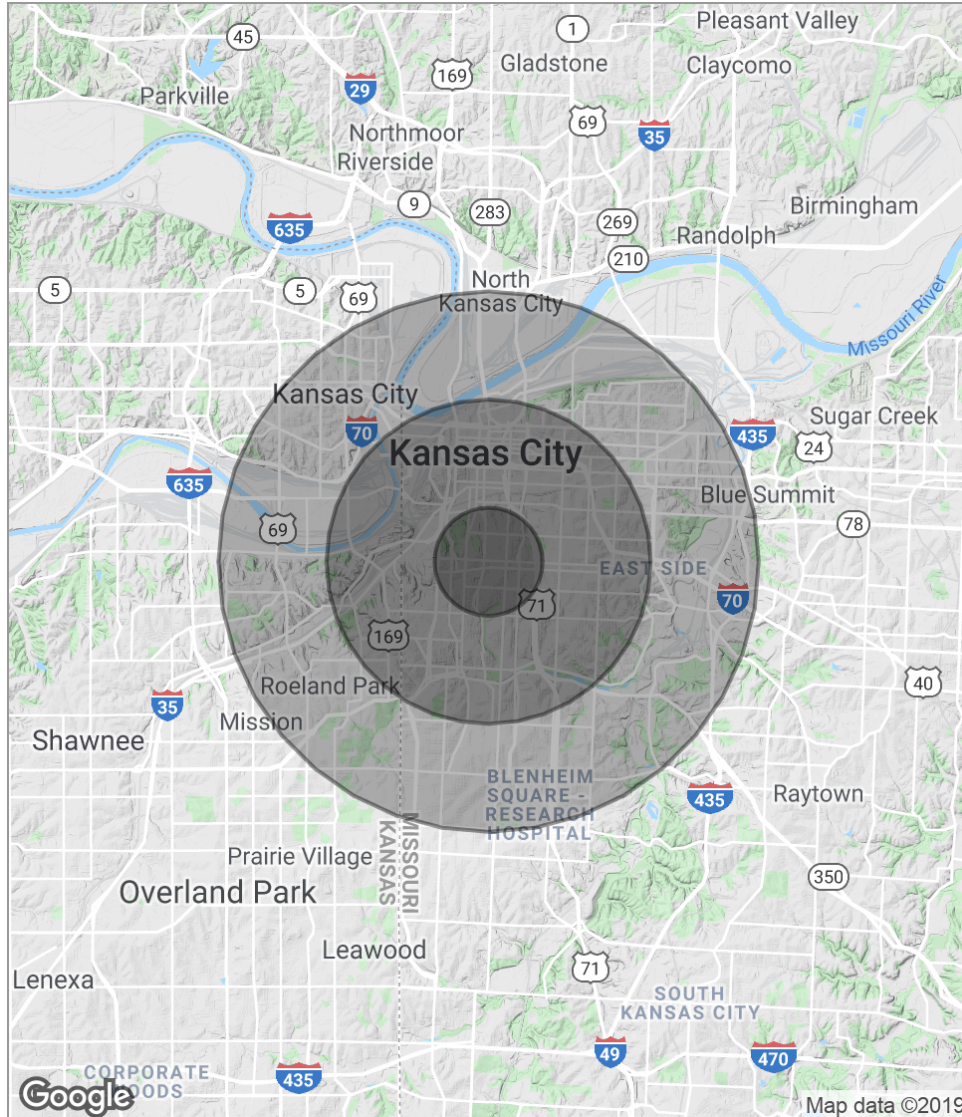 Pleasant Valley
1
45
Gladstone
Claycomo
169
29
Parkville
69
35
Northmoor
Riverside
9
283
269
Birmingham
635
Randolph
210
5
5
69
North
Kansas City
Missouri River
Kansas City
70
Sugar Creek
435
24
Kansas City
635
Blue Summit
69
78
EAST SIDE
70
71
169
Roeland Park
40
35
Mission
Shawnee
BLENHEIM
SQUARE -
RESEARCH
HOSPITAL
435
Raytown
MISSOURI
KANSAS
Prairie Village
350
Overland Park
Leawood
71
Lenexa
SOUTH
KANSAS CITY
49
470
435
CORPORATE
WOODS
Google
Map data ©2019